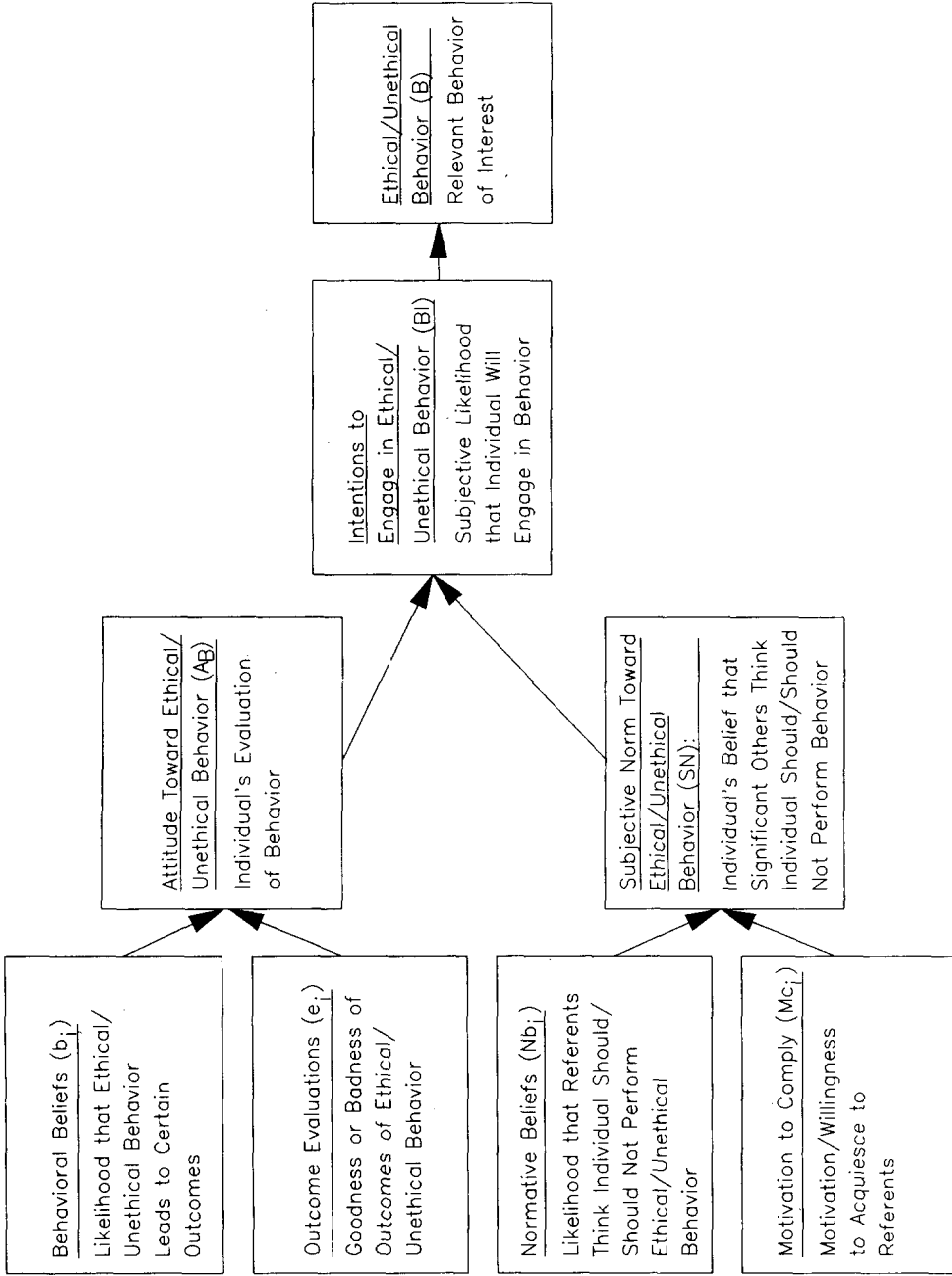 Behavioral Beliefs (bi)
Likelihood that Ethical/
Unethical Behavior
Leads to Certain
Outcomes
Outcome Evaluations (ei)
Goodness or Badness of
Outcomes of Ethical/
Unethical Behavior
Normative Beliefs (Nbi)
Likelihood that Referents
Think Individual Should/
Should Not Perform
Ethical/Unethical
Behavior
Motivation to Comply (Mci)
Motivation/Willingness
to Acquiesce to
Referents
Attitude Toward Ethical/
Unethical Behavior (AB)
Individual's Evaluation
of Behavior
Subjective Norm Toward
Ethical/Unethical
Behavior (SN):
Individual's Belief that
Significant Others Think
Individual Should/Should
Not Perform Behavior
Intentions to
Engage in Ethical/
Unethical Behavior (BI)
Subjective Likelihood
that Individual Will
Engage in Behavior
Ethical/Unethical
Behavior (B)
Relevant Behavior
of Interest